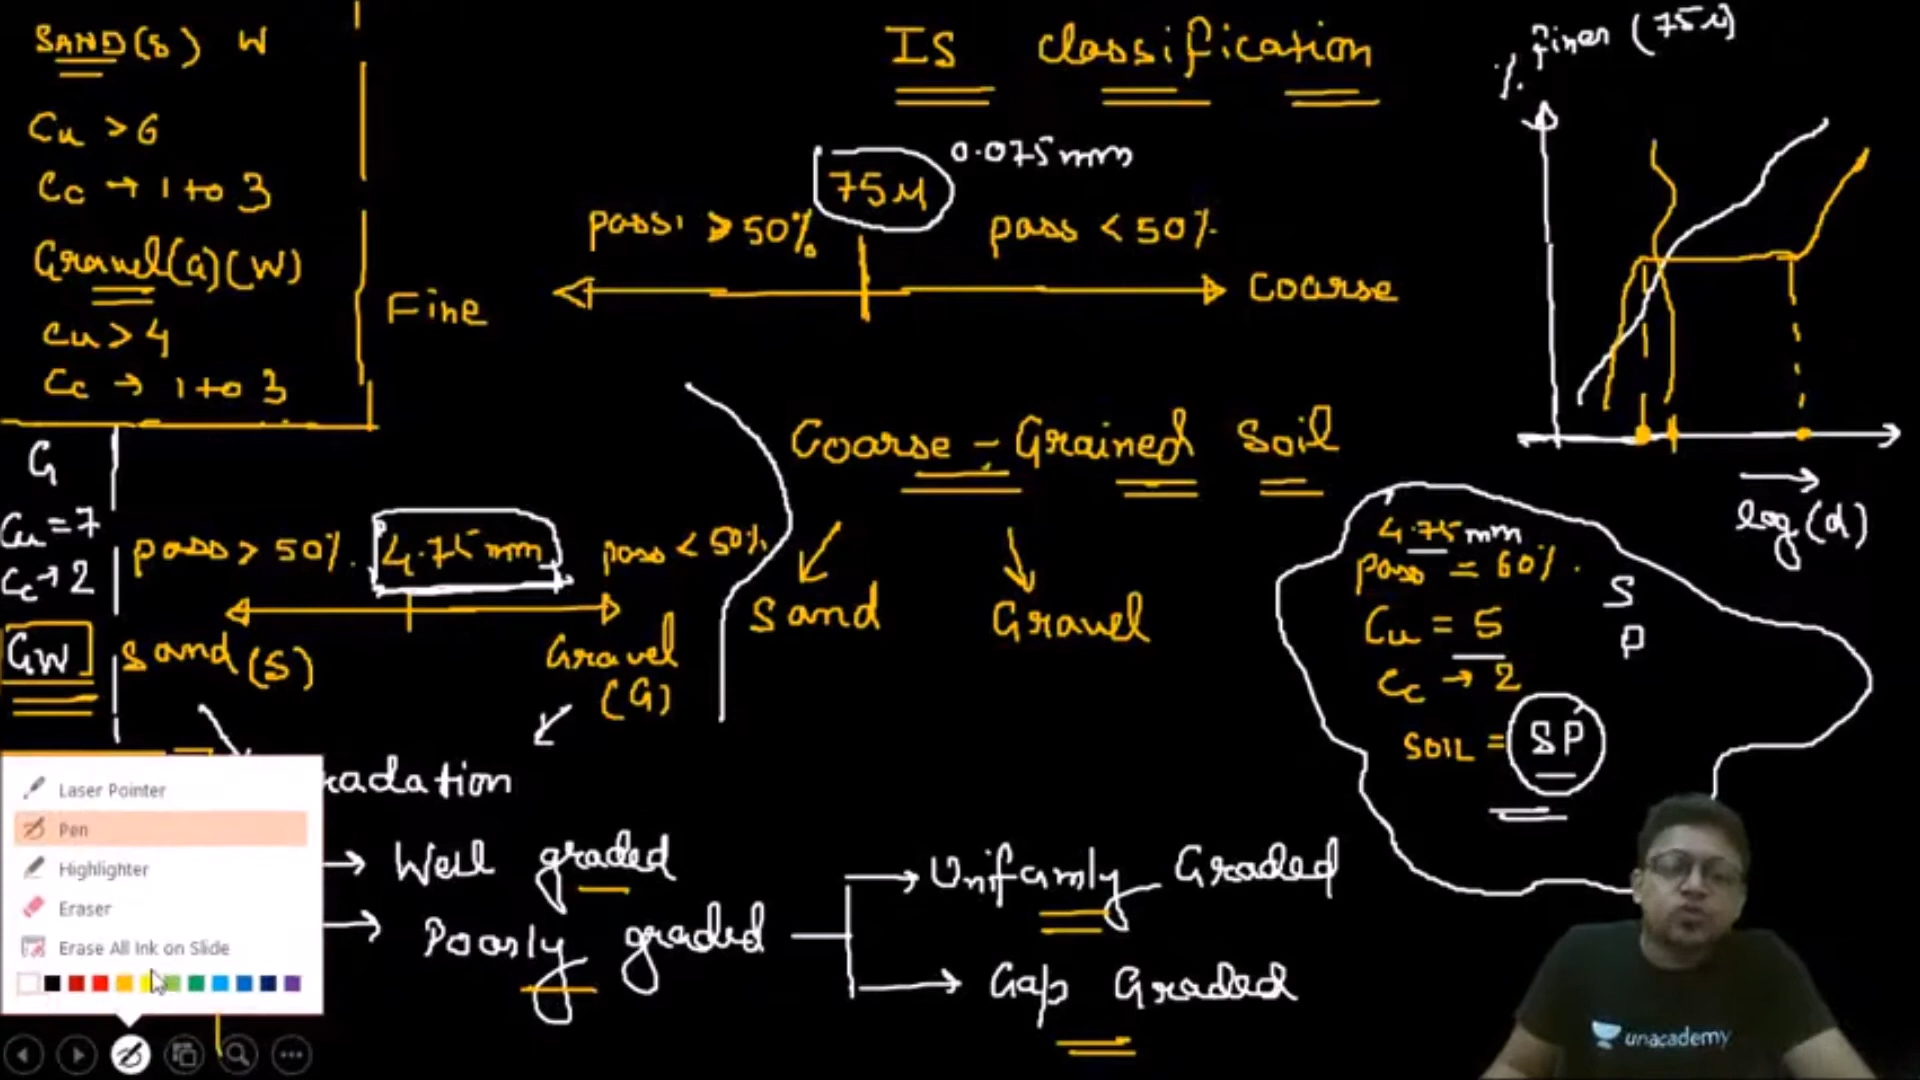 SAND(S) W
Cu > 6
Cc → 1 to 3
Gravel(G)(W)
Cu > 4
Cc → 1 to 3
IS classification
75μ
0.075mm
pass > 50%
pass < 50%
Fine
Coarse
% finer (75μ)
log(d)
G
Cu = 7
Cc → 2
GW
pass > 50%
4.75mm
pass < 50%
Sand (S)
Gravel
(G)
Coarse - Grained Soil
Sand
Gravel
4.75mm
pass = 60%
S
P
Cu = 5
Cc → 2
SOIL = SP
radation
Well graded
Poorly graded
Uniformly Graded
Gap Graded
Laser Pointer
Pen
Highlighter
Eraser
Erase All Ink on Slide
unacademy